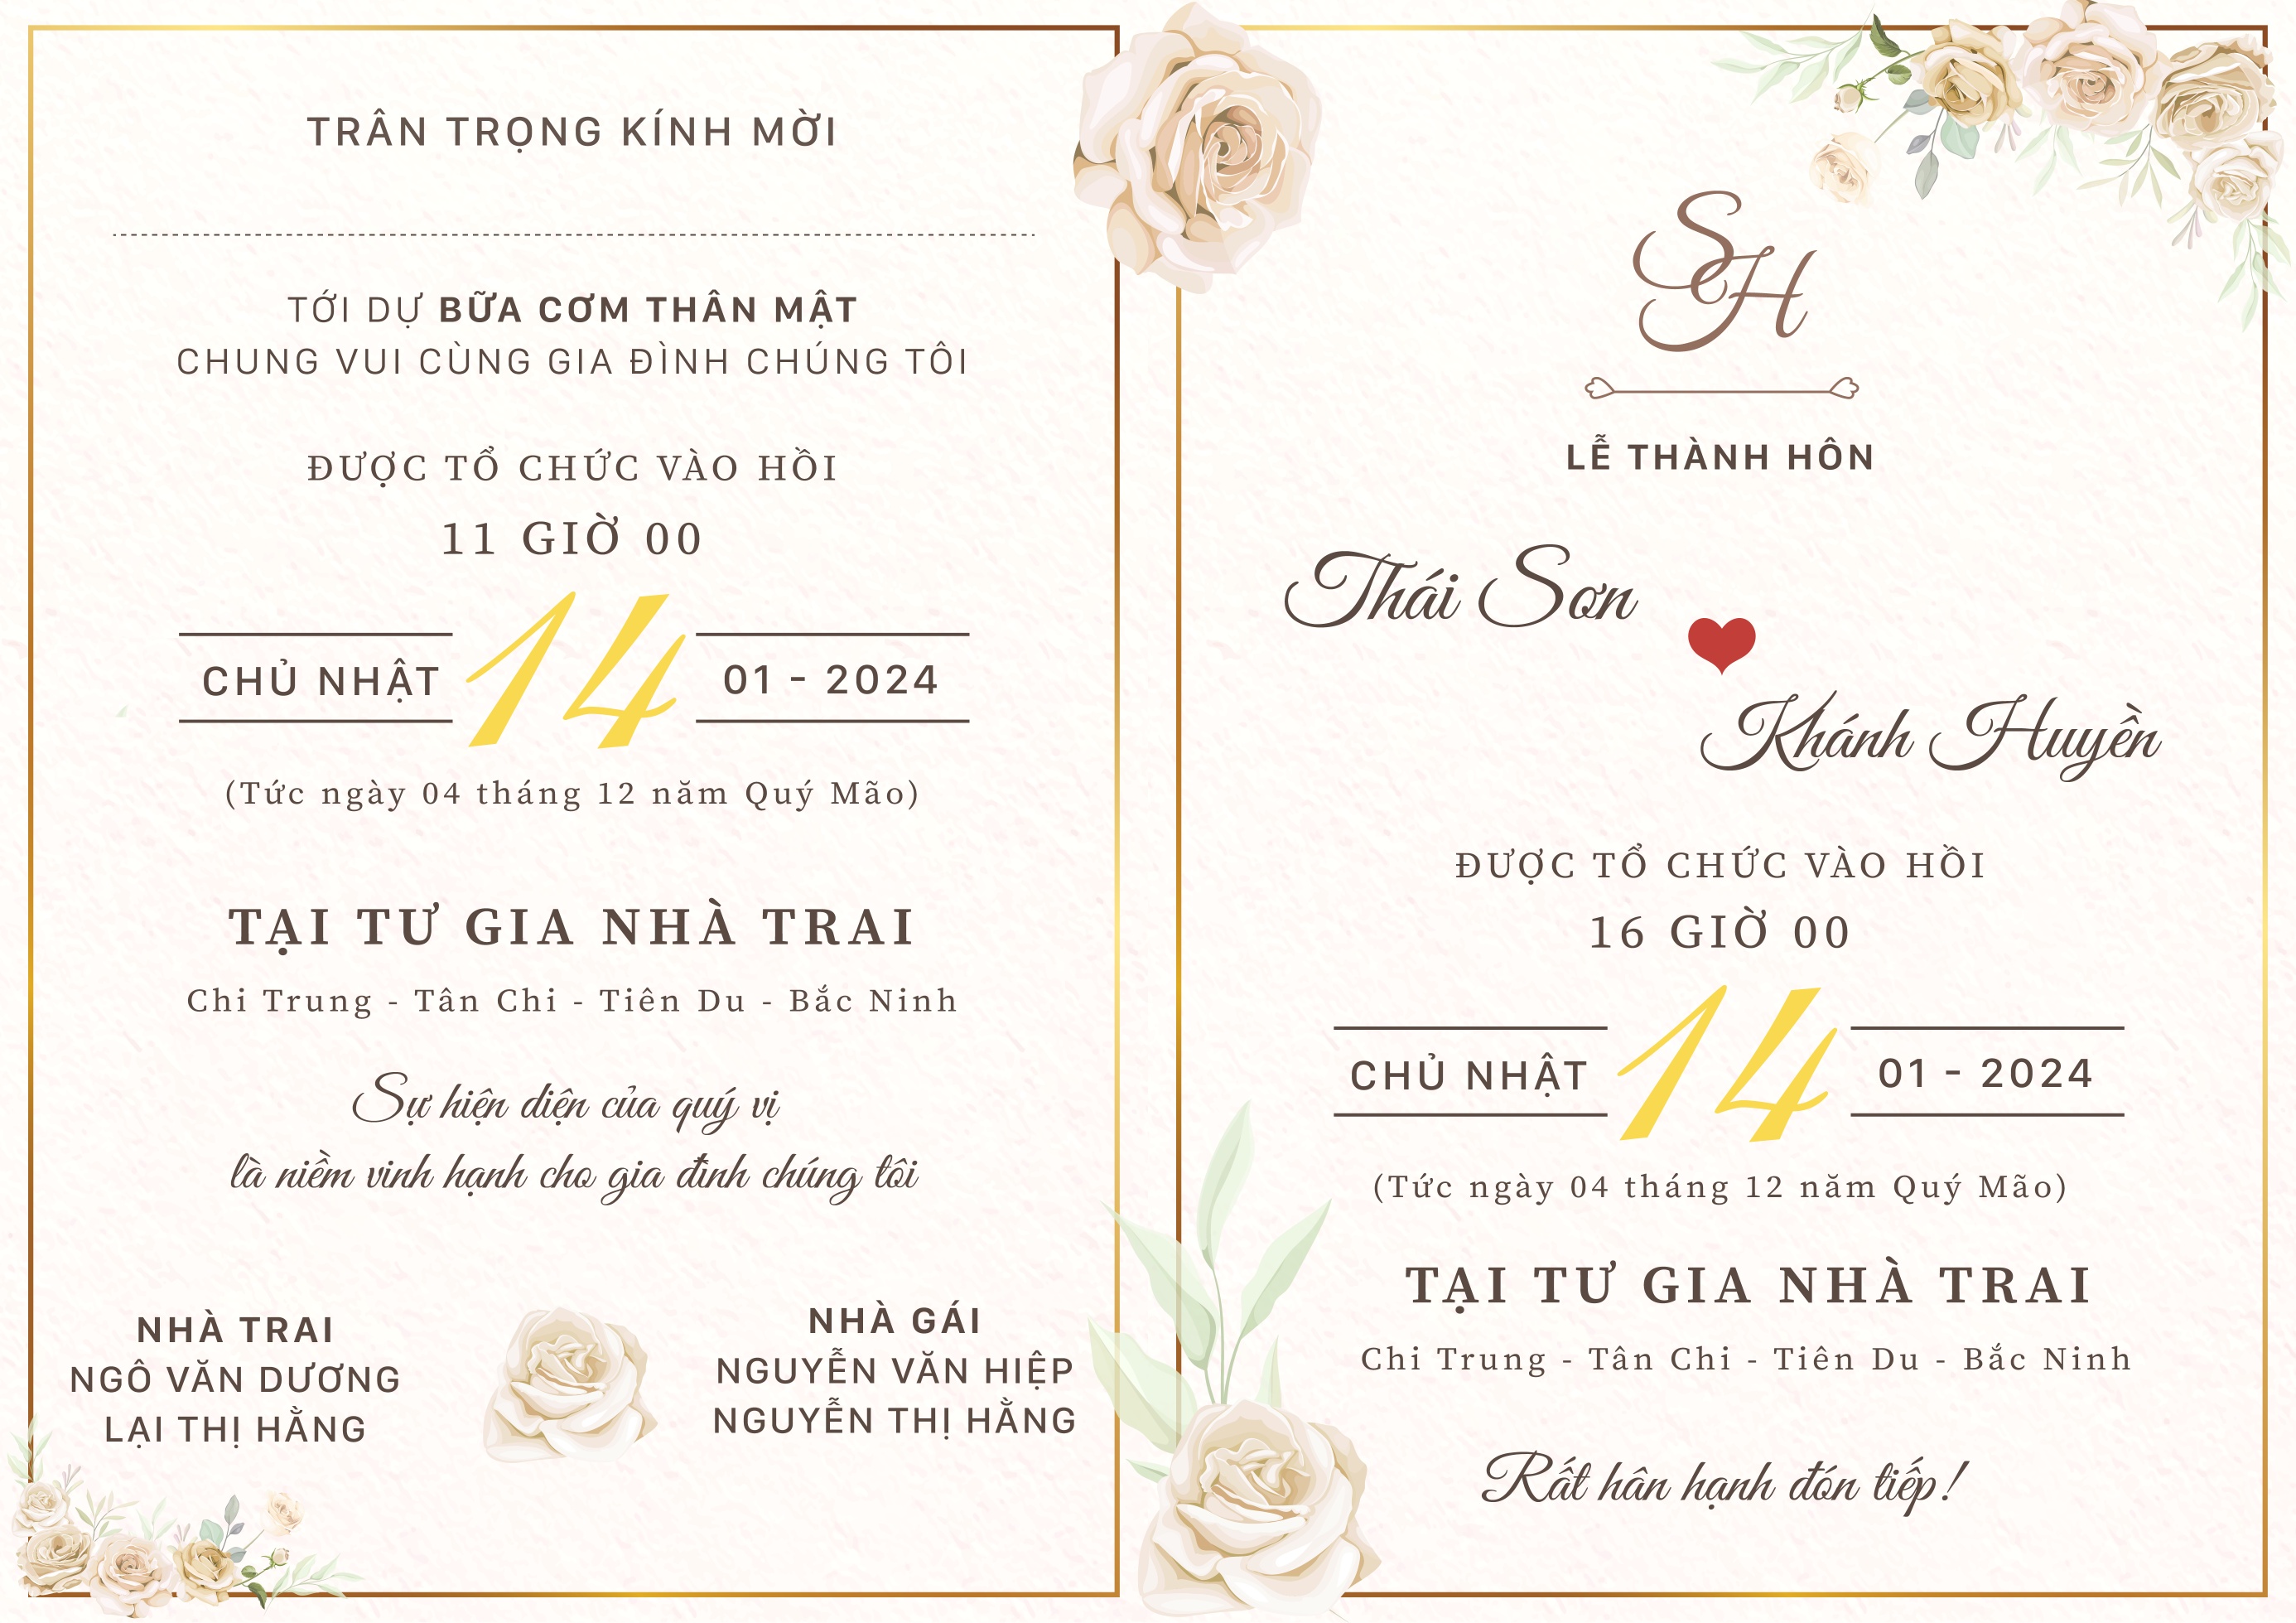 TRÂN TRỌNG KÍNH MỜI
TỚI DỰ BỮA CƠM THÂN MẬT
CHUNG VUI CÙNG GIA ĐÌNH CHÚNG TÔI
ĐƯỢC TỔ CHỨC VÀO HỒI
11 GIỜ 00
CHỦ NHẬT 14 01 - 2024
(Tức ngày 04 tháng 12 năm Quý Mão)
TẠI TƯ GIA NHÀ TRAI
Chi Trung - Tân Chi - Tiên Du - Bắc Ninh
Sự hiện diện của quý vị
là niềm vinh hạnh cho gia đình chúng tôi
NHÀ TRAI
NGÔ VĂN DƯƠNG
LẠI THỊ HẰNG
NHÀ GÁI
NGUYỄN VĂN HIỆP
NGUYỄN THỊ HẰNG
SH
LỄ THÀNH HÔN
Thái Sơn
Khánh Huyền
ĐƯỢC TỔ CHỨC VÀO HỒI
16 GIỜ 00
CHỦ NHẬT 14 01 - 2024
(Tức ngày 04 tháng 12 năm Quý Mão)
TẠI TƯ GIA NHÀ TRAI
Chi Trung - Tân Chi - Tiên Du - Bắc Ninh
Rất hân hạnh đón tiếp!